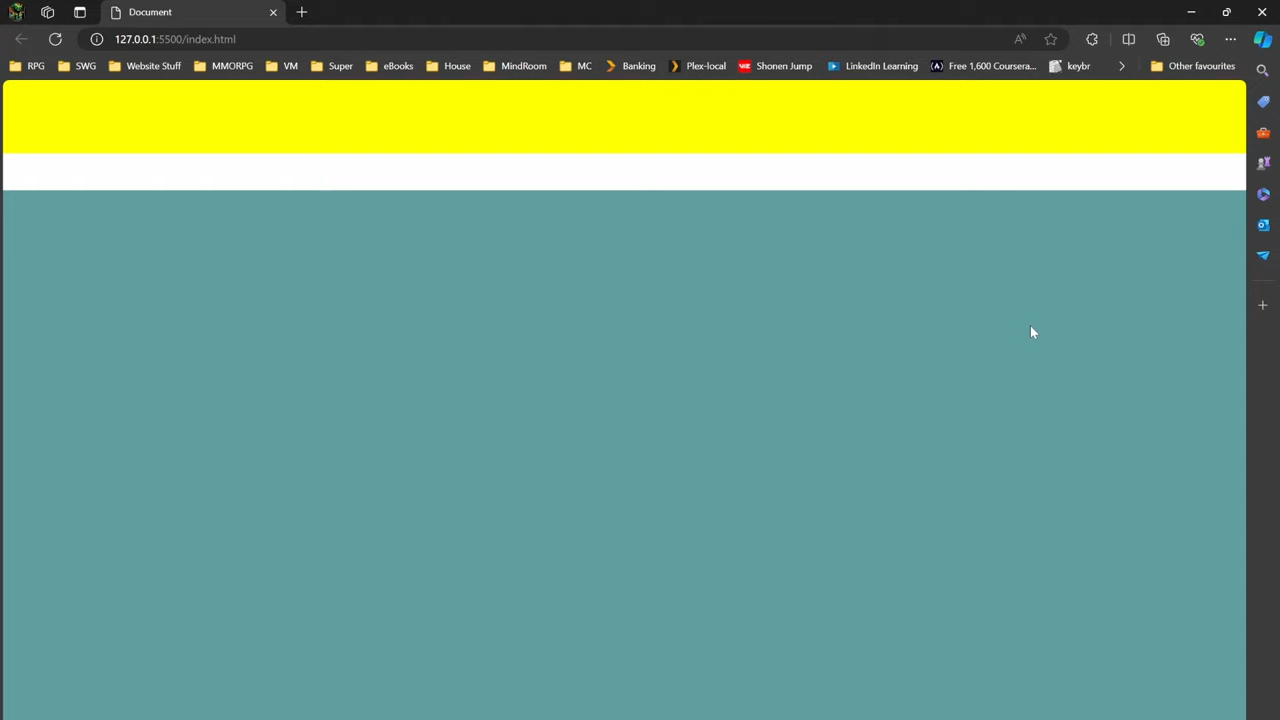 Document
127.0.0.1:5500/index.html
RPG SWG Website Stuff MMORPG VM Super eBooks House MindRoom MC Banking Plex-local Shonen Jump LinkedIn Learning Free 1,600 Coursera... keybr Other favourites